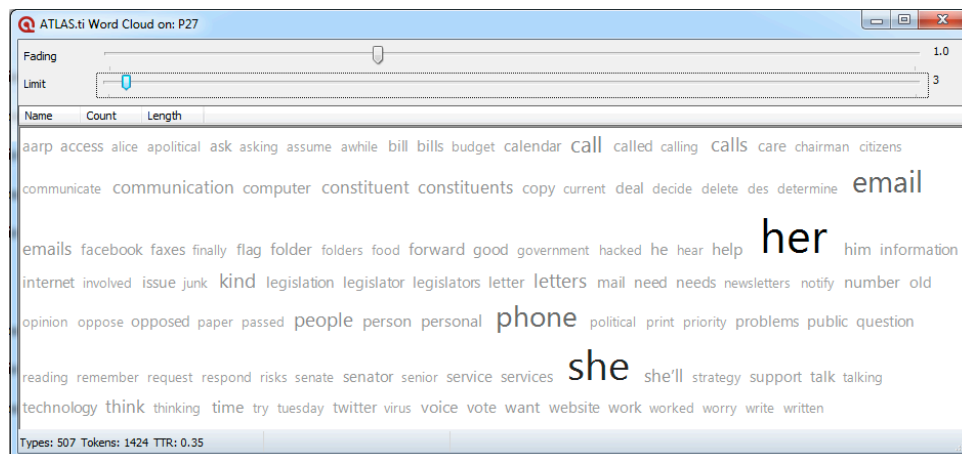 ATLAS.ti Word Cloud on: P27
Fading 1.0
Limit 3
Name Count Length
aarp access alice apolitical ask asking assume awhile bill bills budget calendar call called calling calls care chairman citizens
communicate communication computer constituent constituents copy current deal decide delete des determine email
emails facebook faxes finally flag folder folders food forward good government hacked he hear help her him information
internet involved issue junk kind legislation legislator legislators letter letters mail need needs newsletters notify number old
opinion oppose opposed paper passed people person personal phone political print priority problems public question
reading remember request respond risks senate senator senior service services she she'll strategy support talk talking
technology think thinking time try tuesday twitter virus voice vote want website work worked worry write written
Types: 507 Tokens: 1424 TTR: 0.35